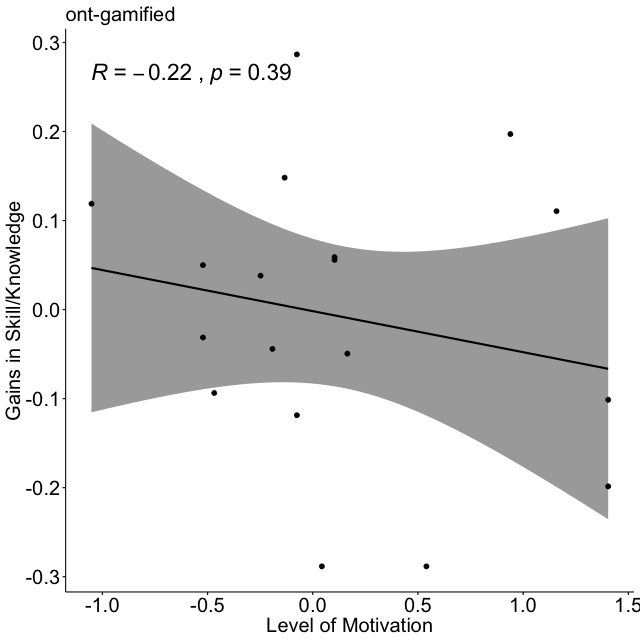 ont-gamified
R = −0.22 , p = 0.39
Gains in Skill/Knowledge
0.3
0.2
0.1
0.0
-0.1
-0.2
-0.3
-1.0 -0.5 0.0 0.5 1.0 1.5
Level of Motivation